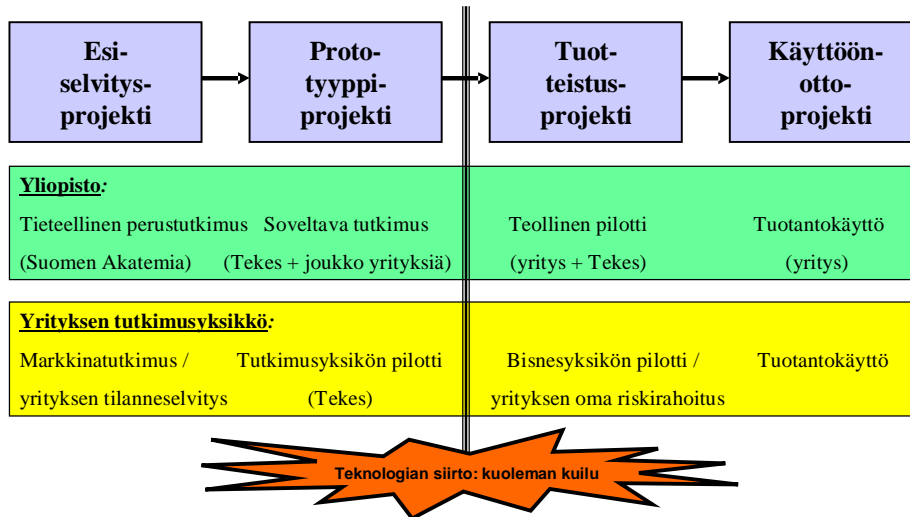 Esi-
selvitys-
projekti
Proto-
tyyppi-
projekti
Tuot-
teistus-
projekti
Käyttöön-
otto-
projekti
Yliopisto:
Tieteellinen perustutkimus Soveltava tutkimus Teollinen pilotti Tuotantokäyttö
(Suomen Akatemia) (Tekes + joukko yrityksiä) (yritys + Tekes) (yritys)
Yrityksen tutkimusyksikkö:
Markkinatutkimus / Tutkimusyksikön pilotti Bisnesyksikön pilotti / Tuotantokäyttö
yrityksen tilanneselvitys (Tekes) yrityksen oma riskirahoitus
Teknologian siirto: kuoleman kuilu